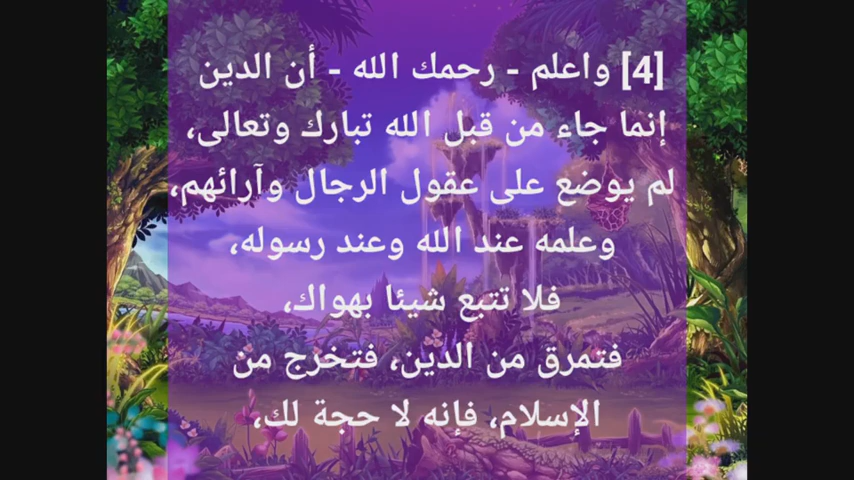 [4] واعلم - رحمك الله - أن الدين
إنما جاء من قبل الله تبارك وتعالى،
لم يوضع على عقول الرجال وآرائهم،
وعلمه عند الله وعند رسوله،
فلا تتبع شيئا بهواك،
فتمرق من الدين، فتخرج من
الإسلام، فإنه لا حجة لك،